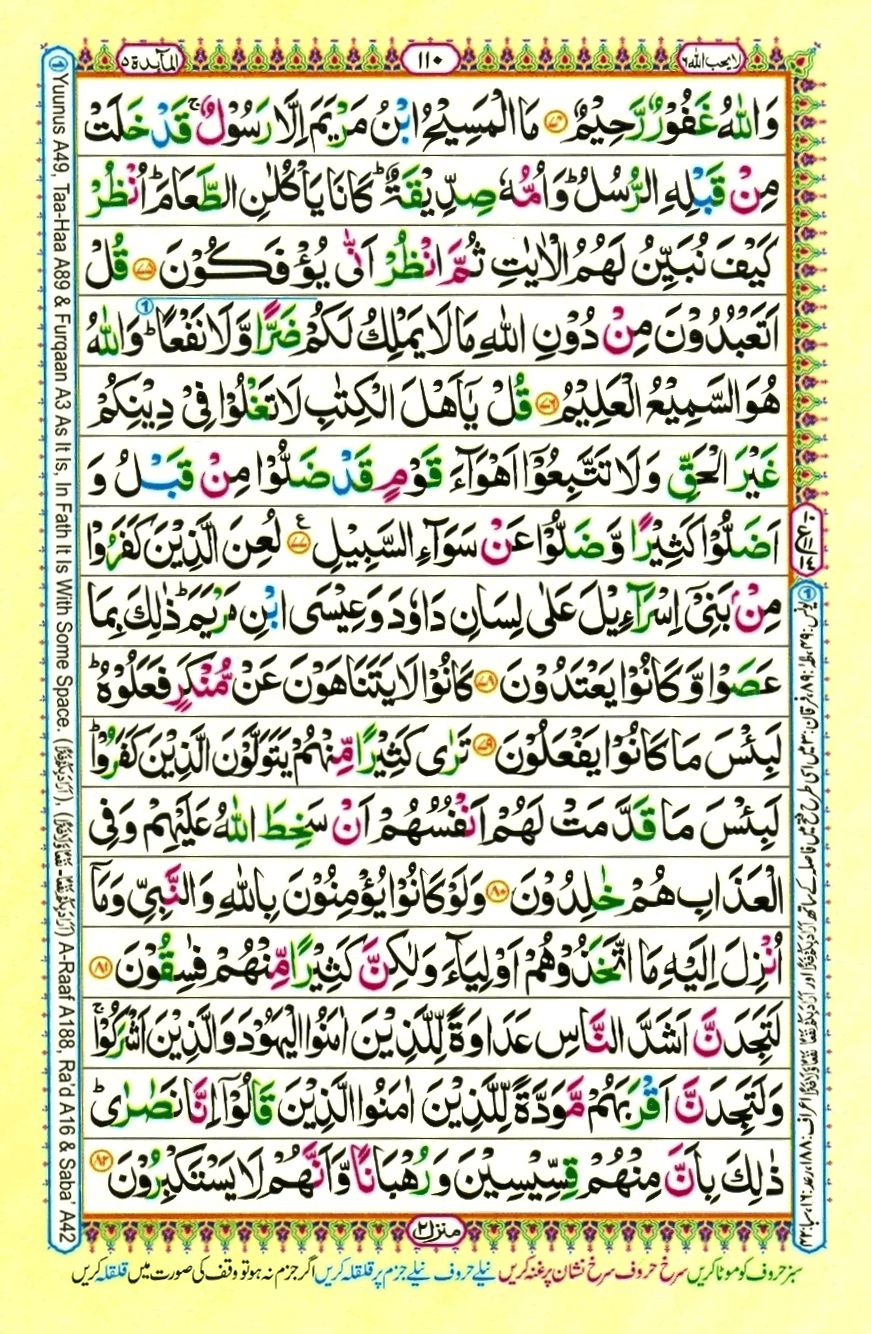 المآىدة ٥
١١٠
لا یحب الله ٦
وَاللّٰهُ غَفُوْرٌ رَّحِيْمٌ ﴿٧٤﴾ مَا الْمَسِيْحُ ابْنُ مَرْيَمَ اِلَّا رَسُوْلٌ ۚ قَدْ خَلَتْ
مِنْ قَبْلِهِ الرُّسُلُ ؕ وَاُمُّهٗ صِدِّيْقَةٌ ؕ كَانَا يَاْكُلٰنِ الطَّعَامَ ؕ اُنْظُرْ
كَيْفَ نُبَيِّنُ لَهُمُ الْاٰيٰتِ ثُمَّ انْظُرْ اَنّٰى يُؤْفَكُوْنَ ﴿٧٥﴾ قُلْ
اَتَعْبُدُوْنَ مِنْ دُوْنِ اللّٰهِ مَا لَا يَمْلِكُ لَكُمْ ضَرًّا وَّلَا نَفْعًا ؕ وَاللّٰهُ
هُوَ السَّمِيْعُ الْعَلِيْمُ ﴿٧٦﴾ قُلْ يٰۤاَهْلَ الْكِتٰبِ لَا تَغْلُوْا فِيْ دِيْنِكُمْ
غَيْرَ الْحَقِّ وَلَا تَتَّبِعُوْۤا اَهْوَآءَ قَوْمٍ قَدْ ضَلُّوْا مِنْ قَبْلُ وَ
اَضَلُّوْا كَثِيْرًا وَّضَلُّوْا عَنْ سَوَآءِ السَّبِيْلِ ﴿٧٧﴾ ع لُعِنَ الَّذِيْنَ كَفَرُوْا
مِنْۢ بَنِيْۤ اِسْرَآءِيْلَ عَلٰى لِسَانِ دَاوٗدَ وَعِيْسَى ابْنِ مَرْيَمَ ؕ ذٰلِكَ بِمَا
عَصَوْا وَّكَانُوْا يَعْتَدُوْنَ ﴿٧٨﴾ كَانُوْا لَا يَتَنَاهَوْنَ عَنْ مُّنْكَرٍ فَعَلُوْهُ ؕ
لَبِئْسَ مَا كَانُوْا يَفْعَلُوْنَ ﴿٧٩﴾ تَرٰى كَثِيْرًا مِّنْهُمْ يَتَوَلَّوْنَ الَّذِيْنَ كَفَرُوْا ؕ
لَبِئْسَ مَا قَدَّمَتْ لَهُمْ اَنْفُسُهُمْ اَنْ سَخِطَ اللّٰهُ عَلَيْهِمْ وَفِي
الْعَذَابِ هُمْ خٰلِدُوْنَ ﴿٨٠﴾ وَلَوْ كَانُوْا يُؤْمِنُوْنَ بِاللّٰهِ وَالنَّبِيِّ وَمَاۤ
اُنْزِلَ اِلَيْهِ مَا اتَّخَذُوْهُمْ اَوْلِيَآءَ وَلٰكِنَّ كَثِيْرًا مِّنْهُمْ فٰسِقُوْنَ ﴿٨١﴾
لَتَجِدَنَّ اَشَدَّ النَّاسِ عَدَاوَةً لِّلَّذِيْنَ اٰمَنُوا الْيَهُوْدَ وَالَّذِيْنَ اَشْرَكُوْا ۚ
وَلَتَجِدَنَّ اَقْرَبَهُمْ مَّوَدَّةً لِّلَّذِيْنَ اٰمَنُوا الَّذِيْنَ قَالُوْۤا اِنَّا نَصٰرٰى ؕ
ذٰلِكَ بِاَنَّ مِنْهُمْ قِسِّيْسِيْنَ وَرُهْبَانًا وَّاَنَّهُمْ لَا يَسْتَكْبِرُوْنَ ﴿٨٢﴾
منزل ٢
سبز حروف کو موٹا کریں سرخ حروف سرخ نشان پر غنہ کریں نیلے حروف نیلے جزم پر قلقلہ کریں اگر جزم نہ ہو تو وقف کی صورت میں قلقلہ کریں
Yuunus A49, Taa-Haa A89 & Furqaan A3 As It Is, In Fath It Is With Some Space, A-Raaf A188, Ra'd A16 & Saba' A42